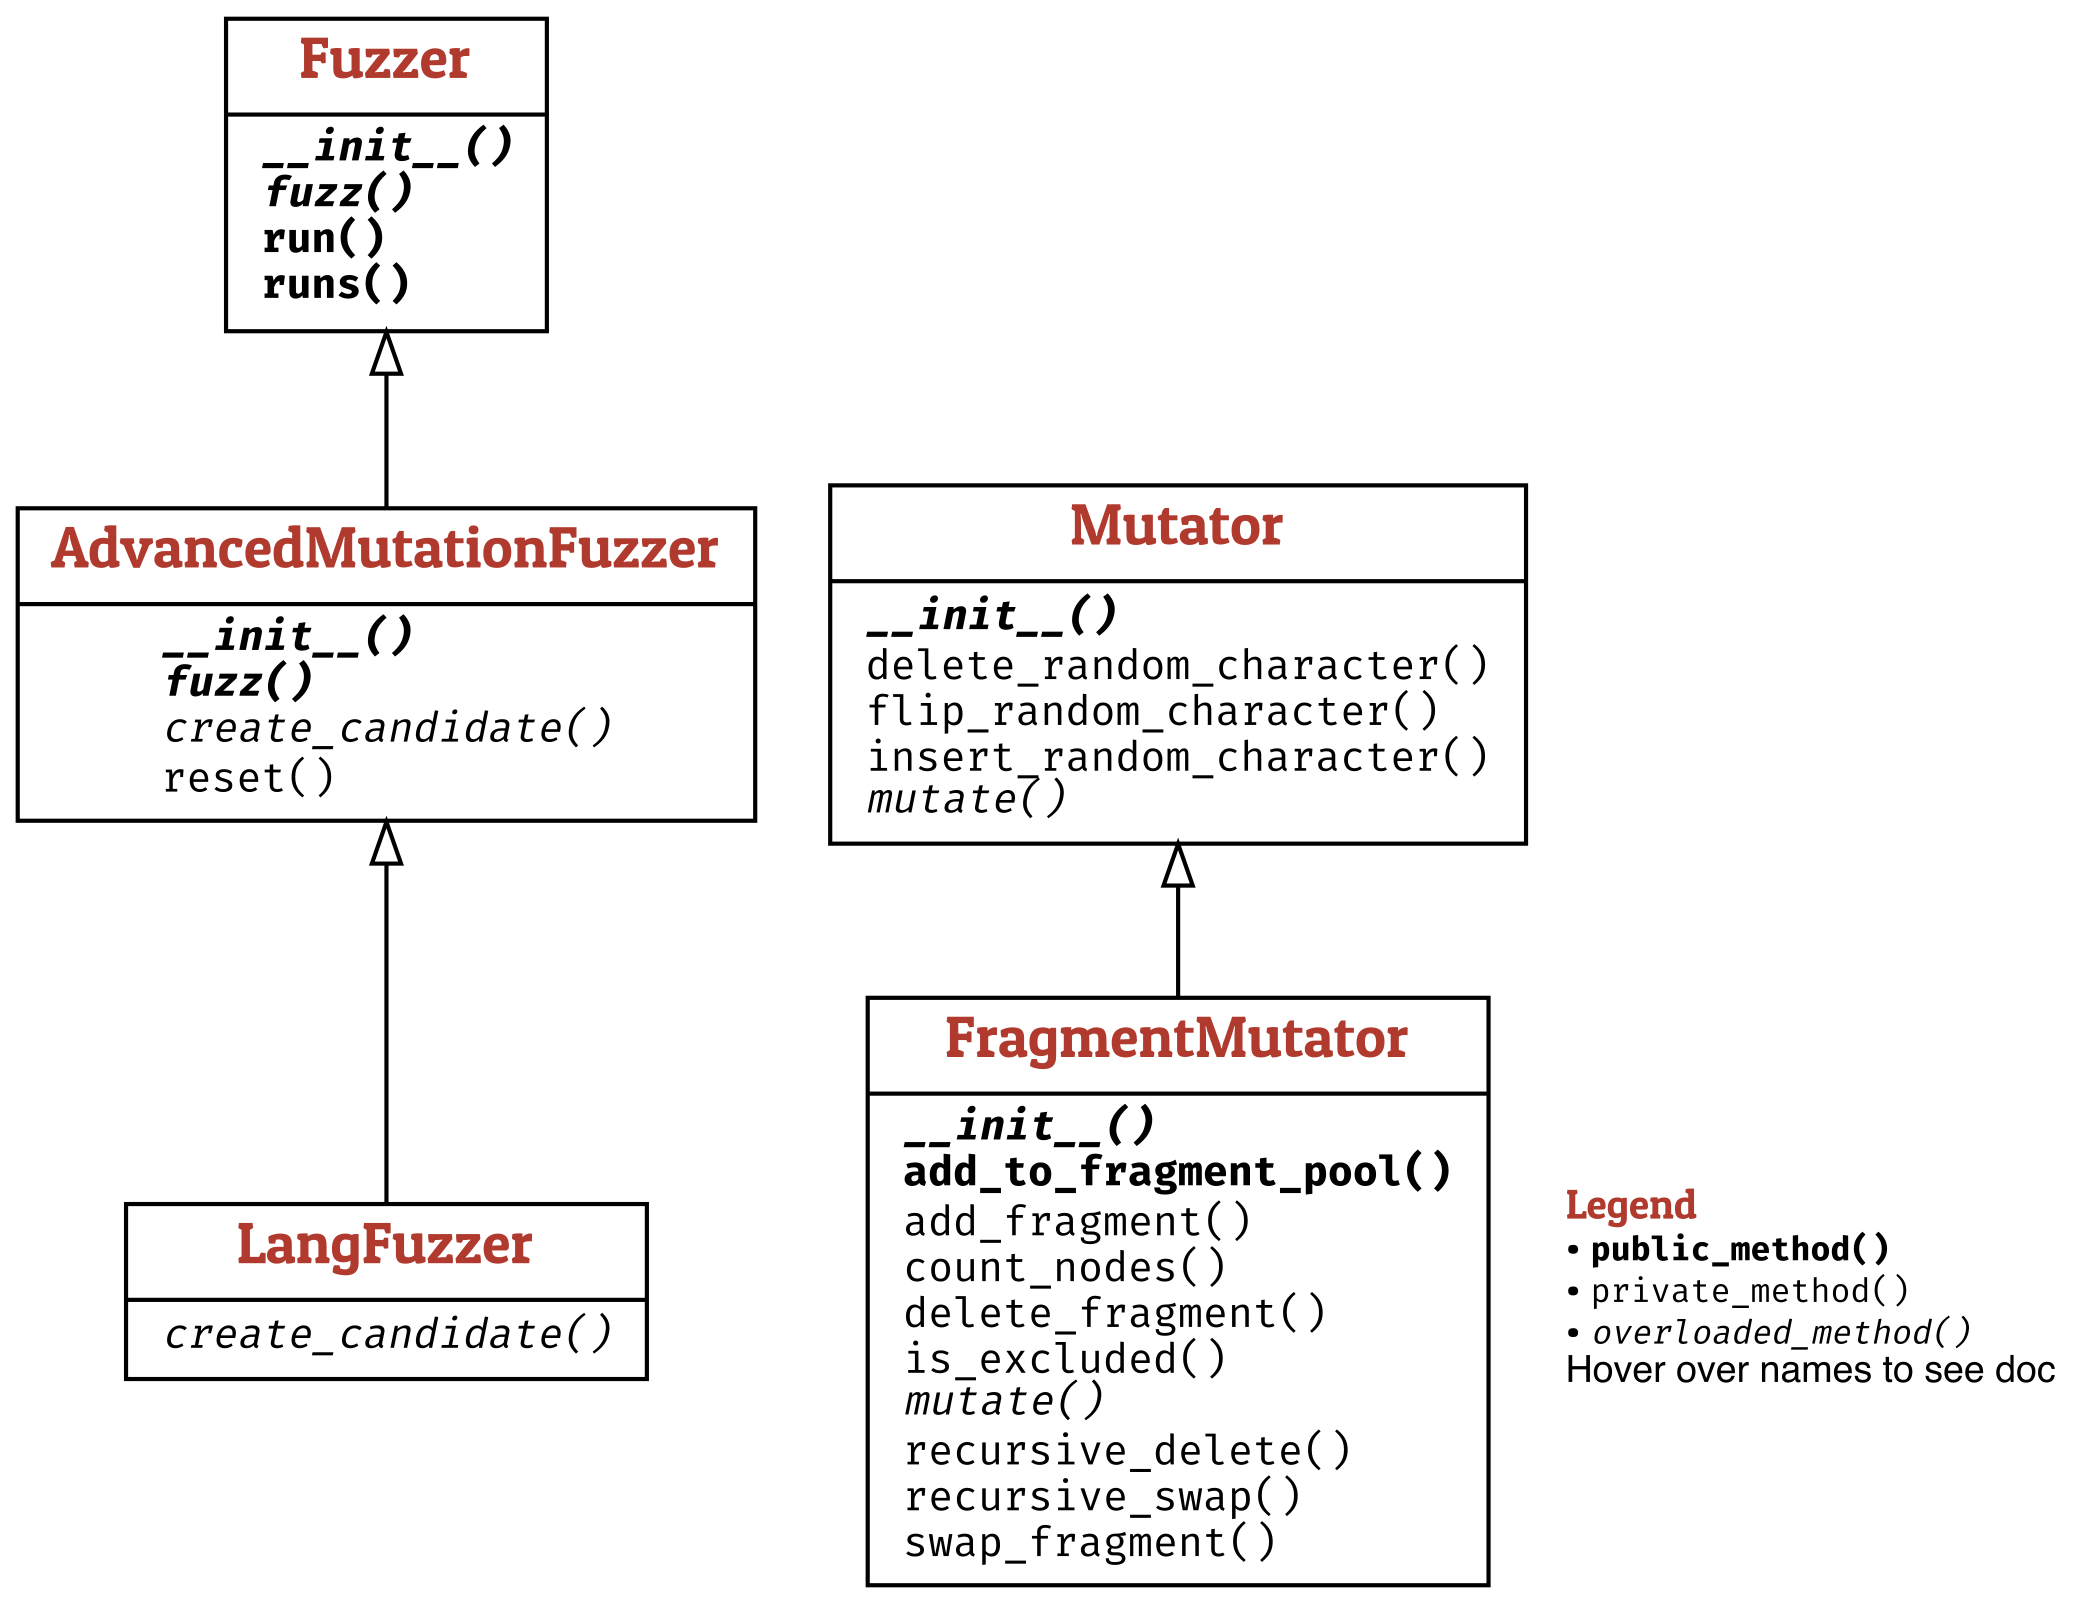 Fuzzer
__init__()
fuzz()
run()
runs()
AdvancedMutationFuzzer
__init__()
fuzz()
create_candidate()
reset()
LangFuzzer
create_candidate()
Mutator
__init__()
delete_random_character()
flip_random_character()
insert_random_character()
mutate()
FragmentMutator
__init__()
add_to_fragment_pool()
add_fragment()
count_nodes()
delete_fragment()
is_excluded()
mutate()
recursive_delete()
recursive_swap()
swap_fragment()
Legend
• public_method()
• private_method()
• overloaded_method()
Hover over names to see doc